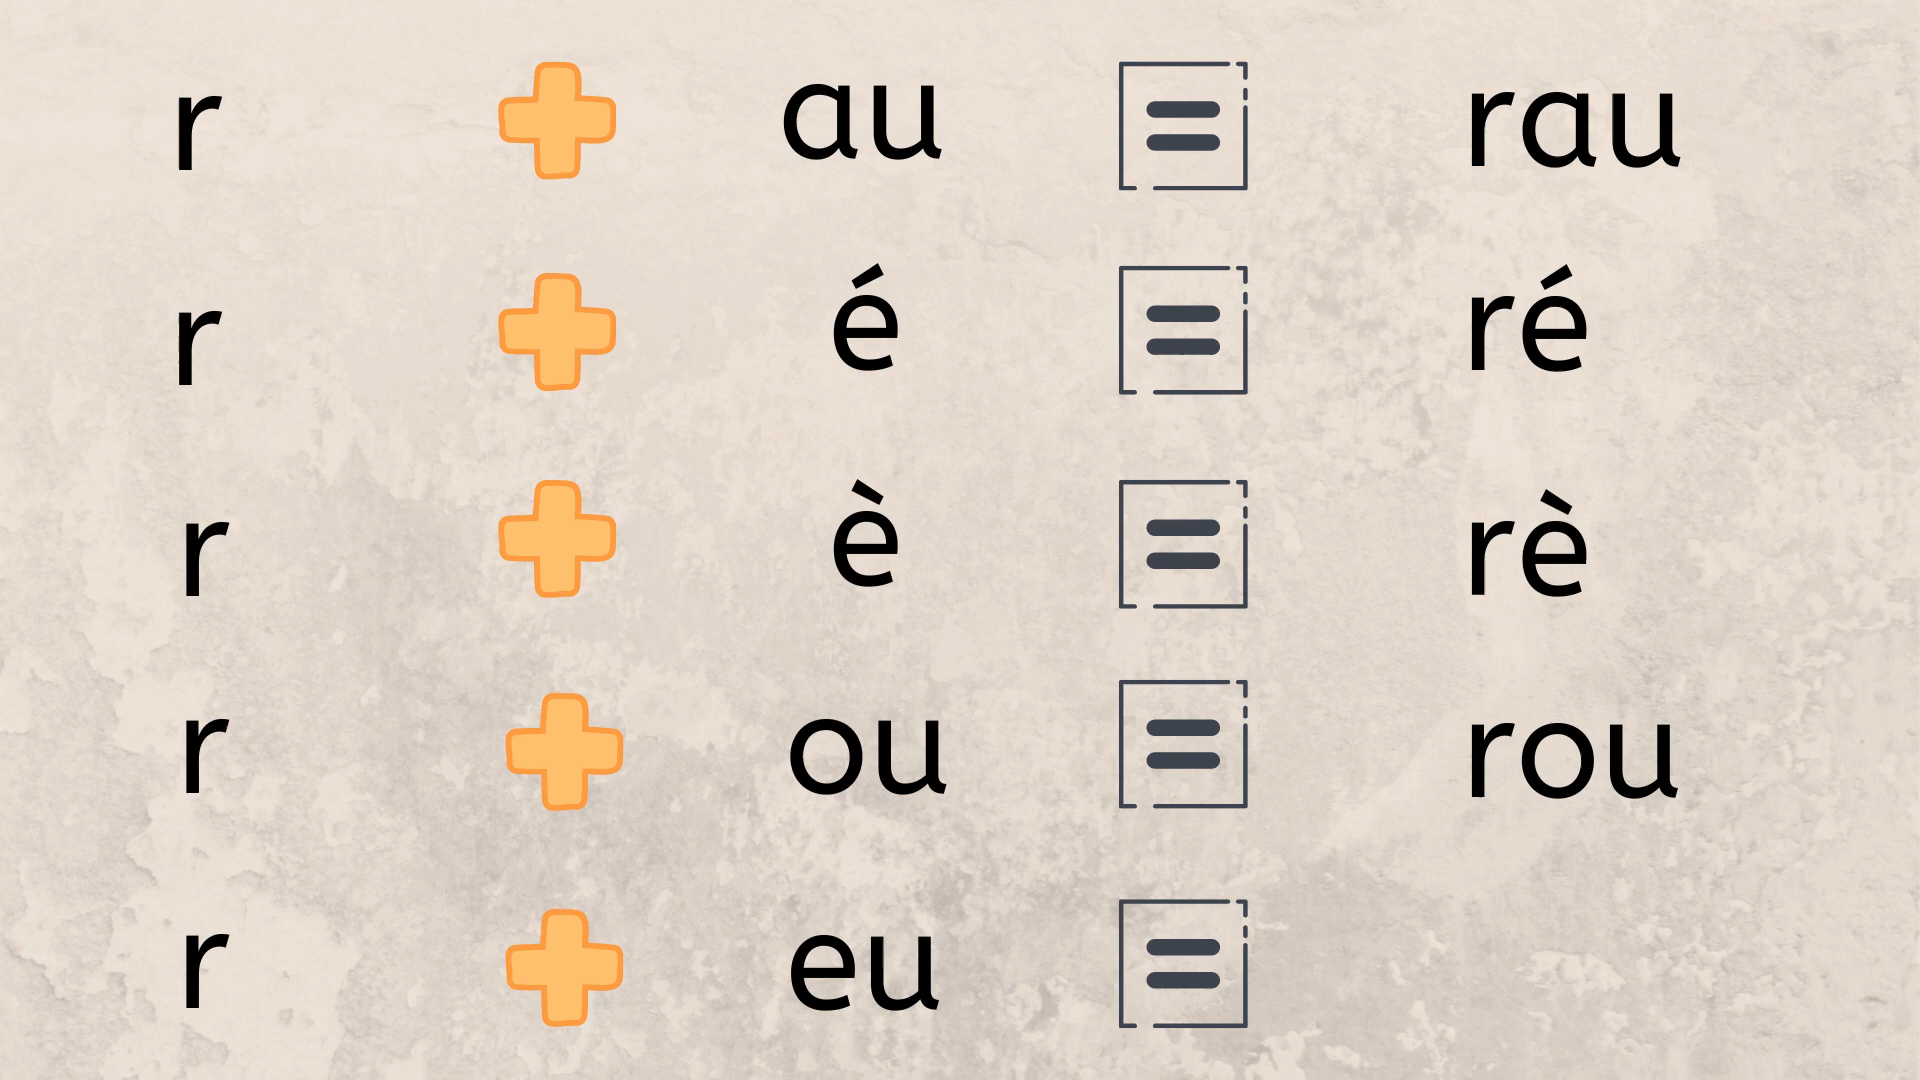 r + au = rau
r + é = ré
r + è = rè
r + ou = rou
r + eu =